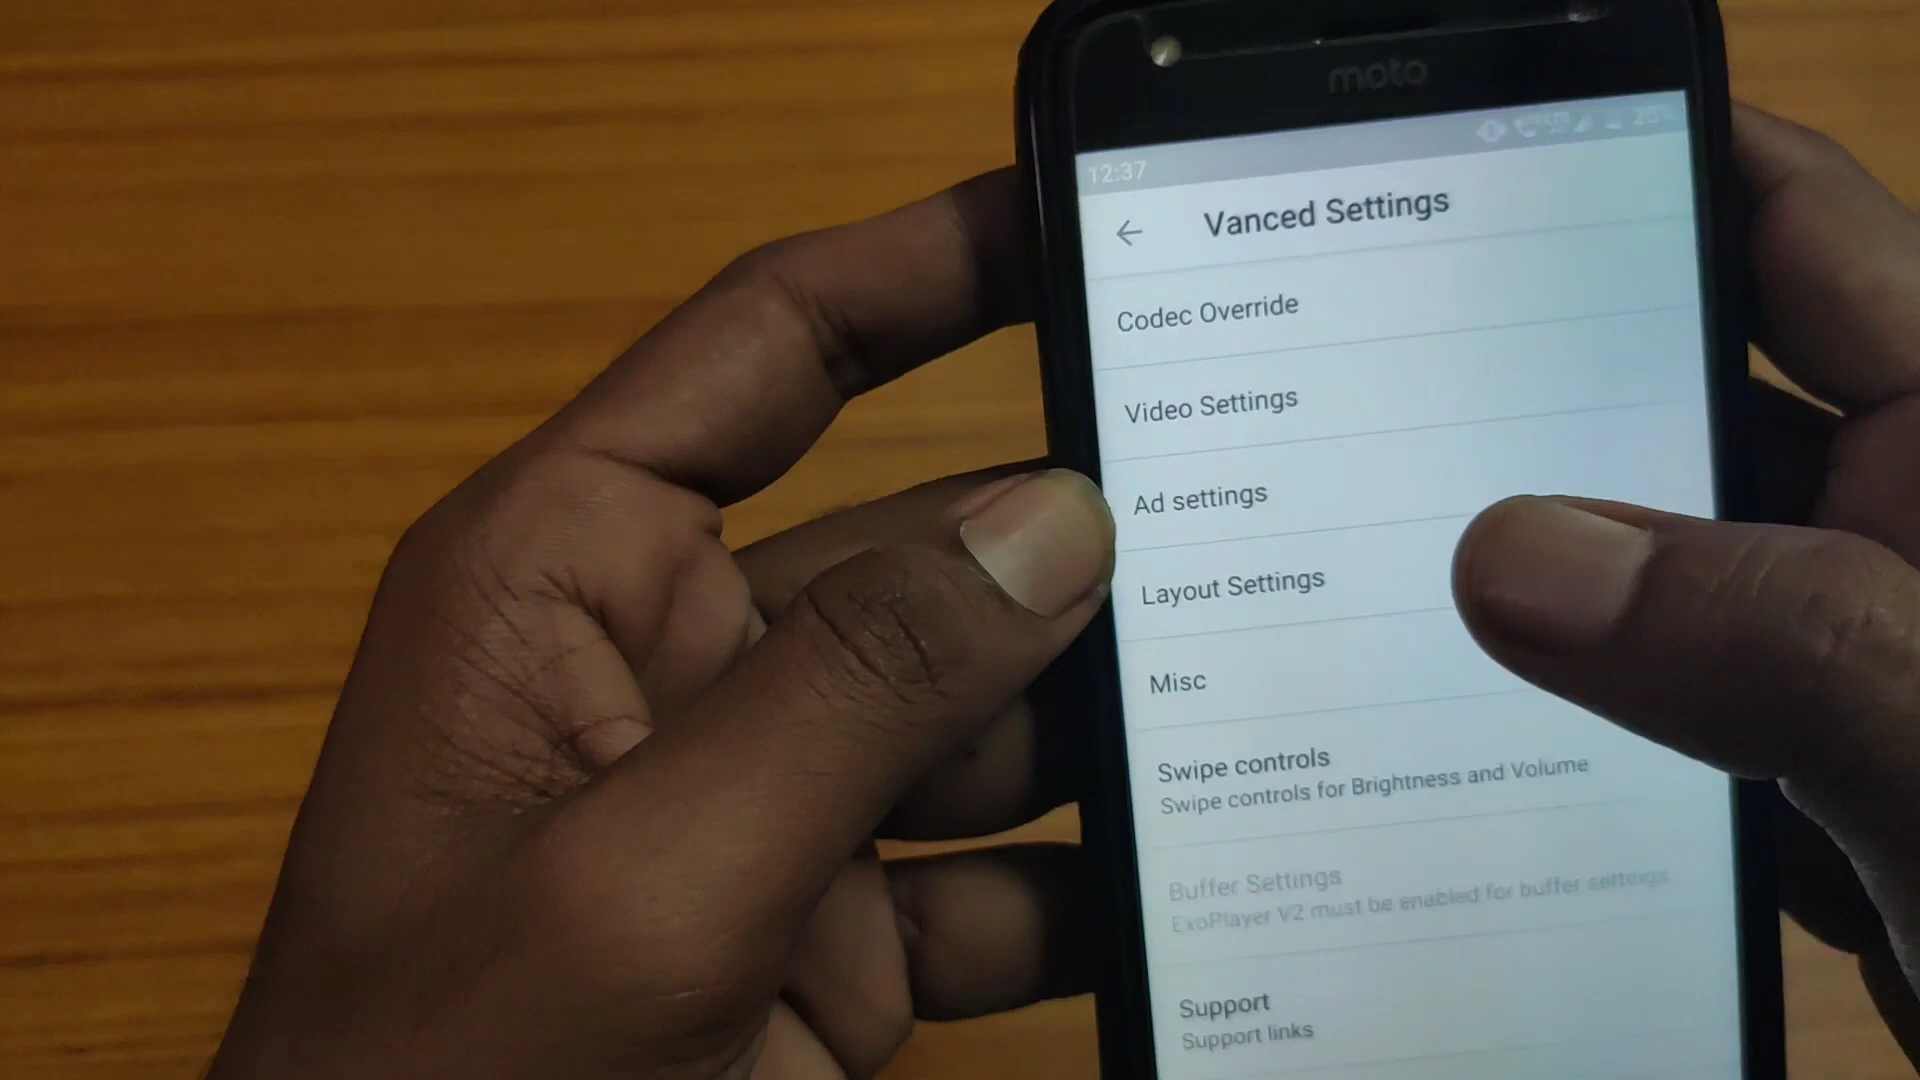 moto
12:37
Vanced Settings
Codec Override
Video Settings
Ad settings
Layout Settings
Misc
Swipe controls
Swipe controls for Brightness and Volume
Buffer Settings
ExoPlayer V2 must be enabled for buffer settings
Support
Support links